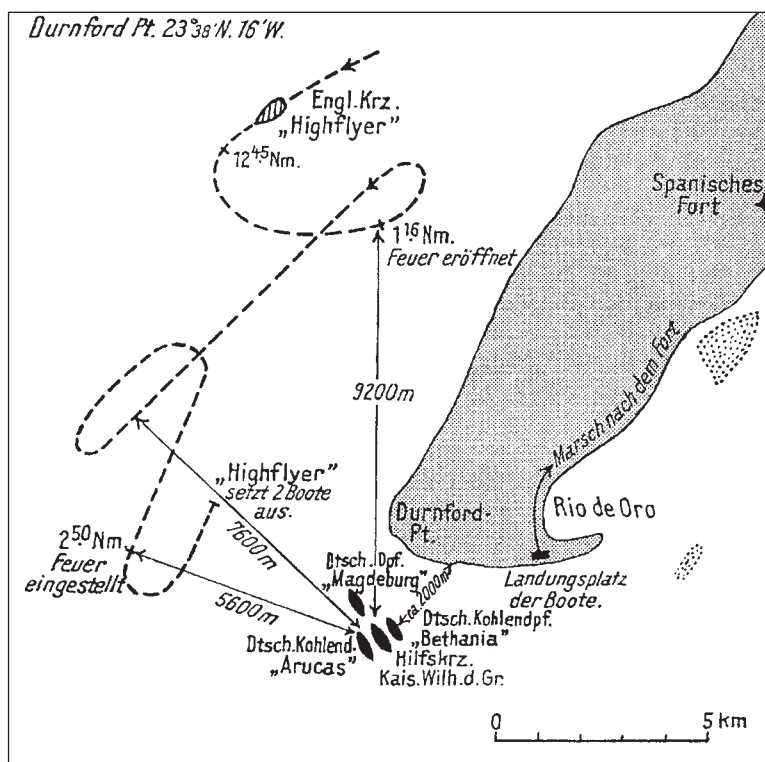 Durnford Pt. 23°38'N. 16'W.
Engl. Krz.
„Highflyer”
12⁴⁵ Nm.
Spanisches
Fort
1¹⁶ Nm.
Feuer eröffnet
9200m
Marsch nach dem Fort
„Highflyer”
setzt 2 Boote
aus.
7600m
Durnford-
Pt.
Rio de Oro
2⁵⁰ Nm
Feuer
eingestellt
5600m
Dtsch. Dpf.
„Magdeburg”
ca. 2000m
Landungsplatz
der Boote.
Dtsch. Kohlend.
„Arucas”
Dtsch. Kohlendpf.
„Bethania”
Hilfskrz.
Kais. Wilh. d. Gr.
0 5 km